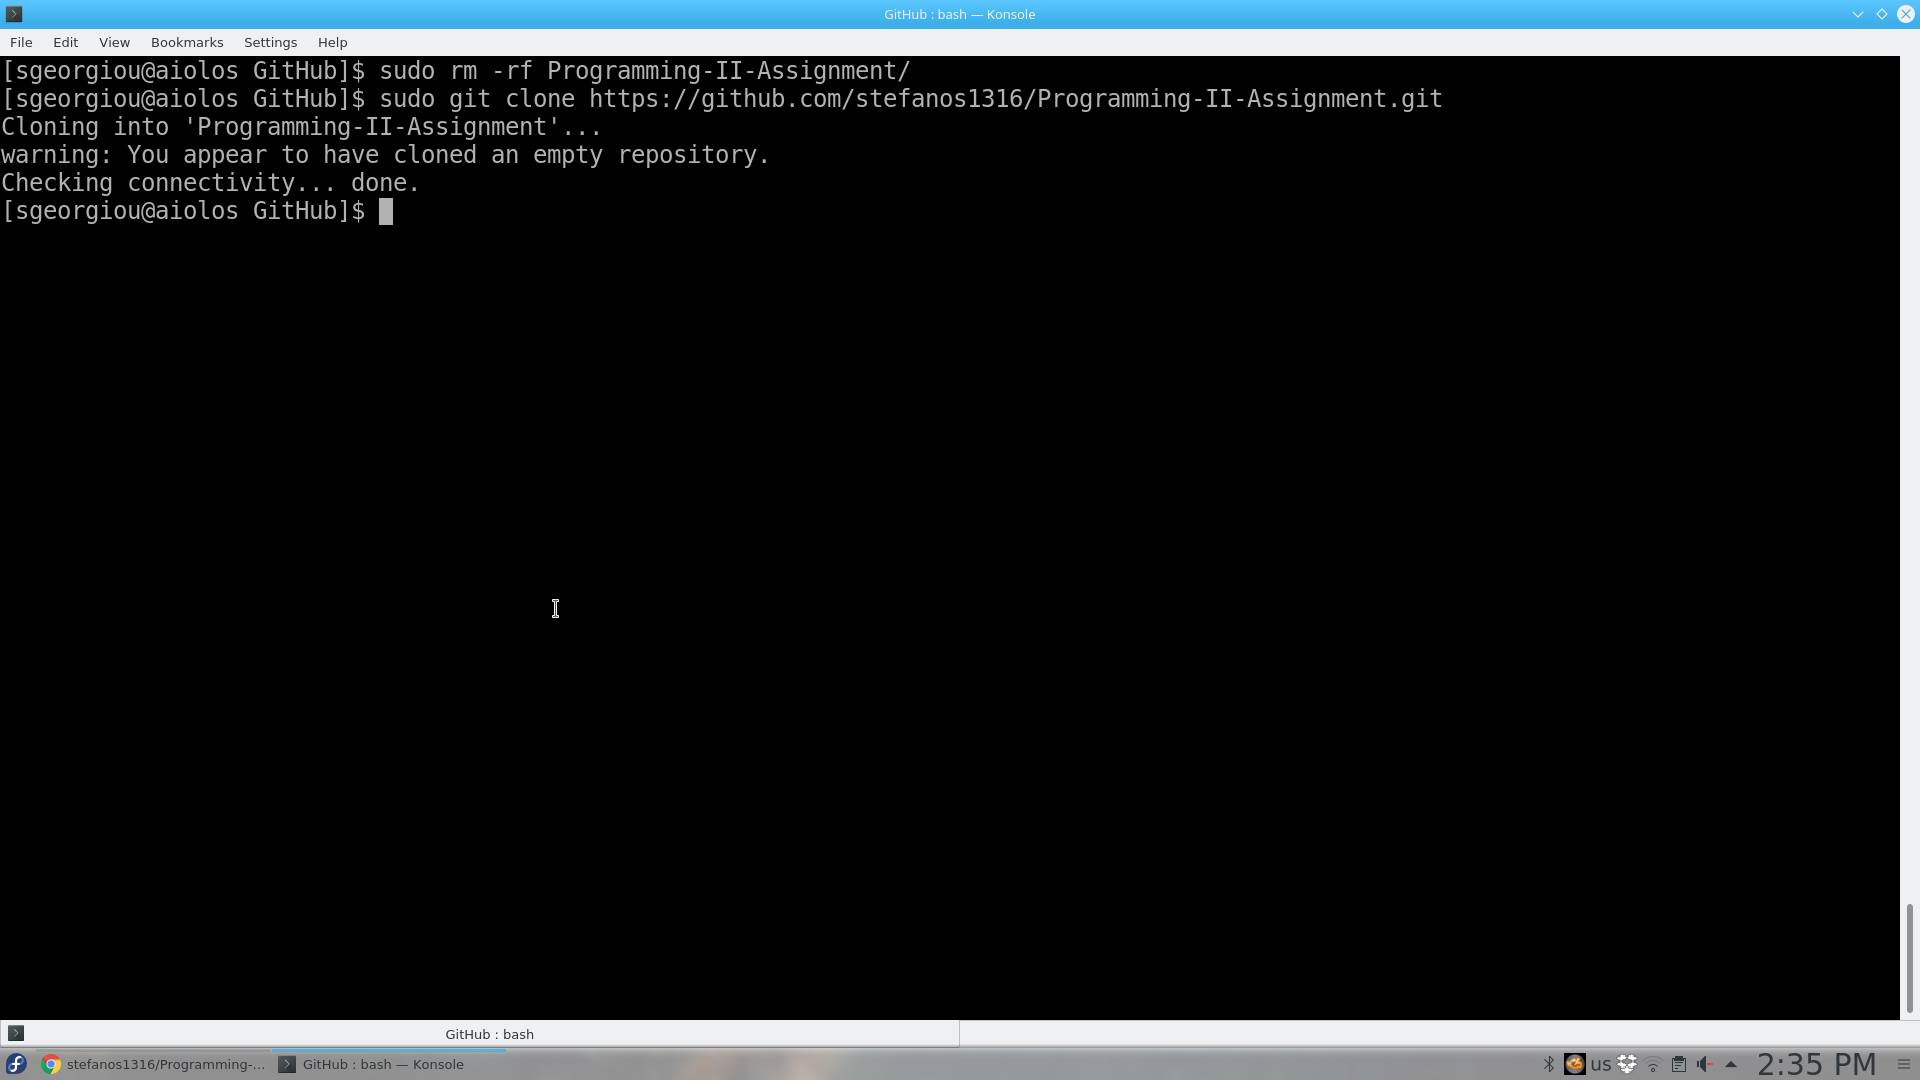 GitHub : bash — Konsole
File Edit View Bookmarks Settings Help
[sgeorgiou@aiolos GitHub]$ sudo rm -rf Programming-II-Assignment/
[sgeorgiou@aiolos GitHub]$ sudo git clone https://github.com/stefanos1316/Programming-II-Assignment.git
Cloning into 'Programming-II-Assignment'...
warning: You appear to have cloned an empty repository.
Checking connectivity... done.
[sgeorgiou@aiolos GitHub]$
GitHub : bash
stefanos1316/Programming-... GitHub : bash — Konsole us 2:35 PM